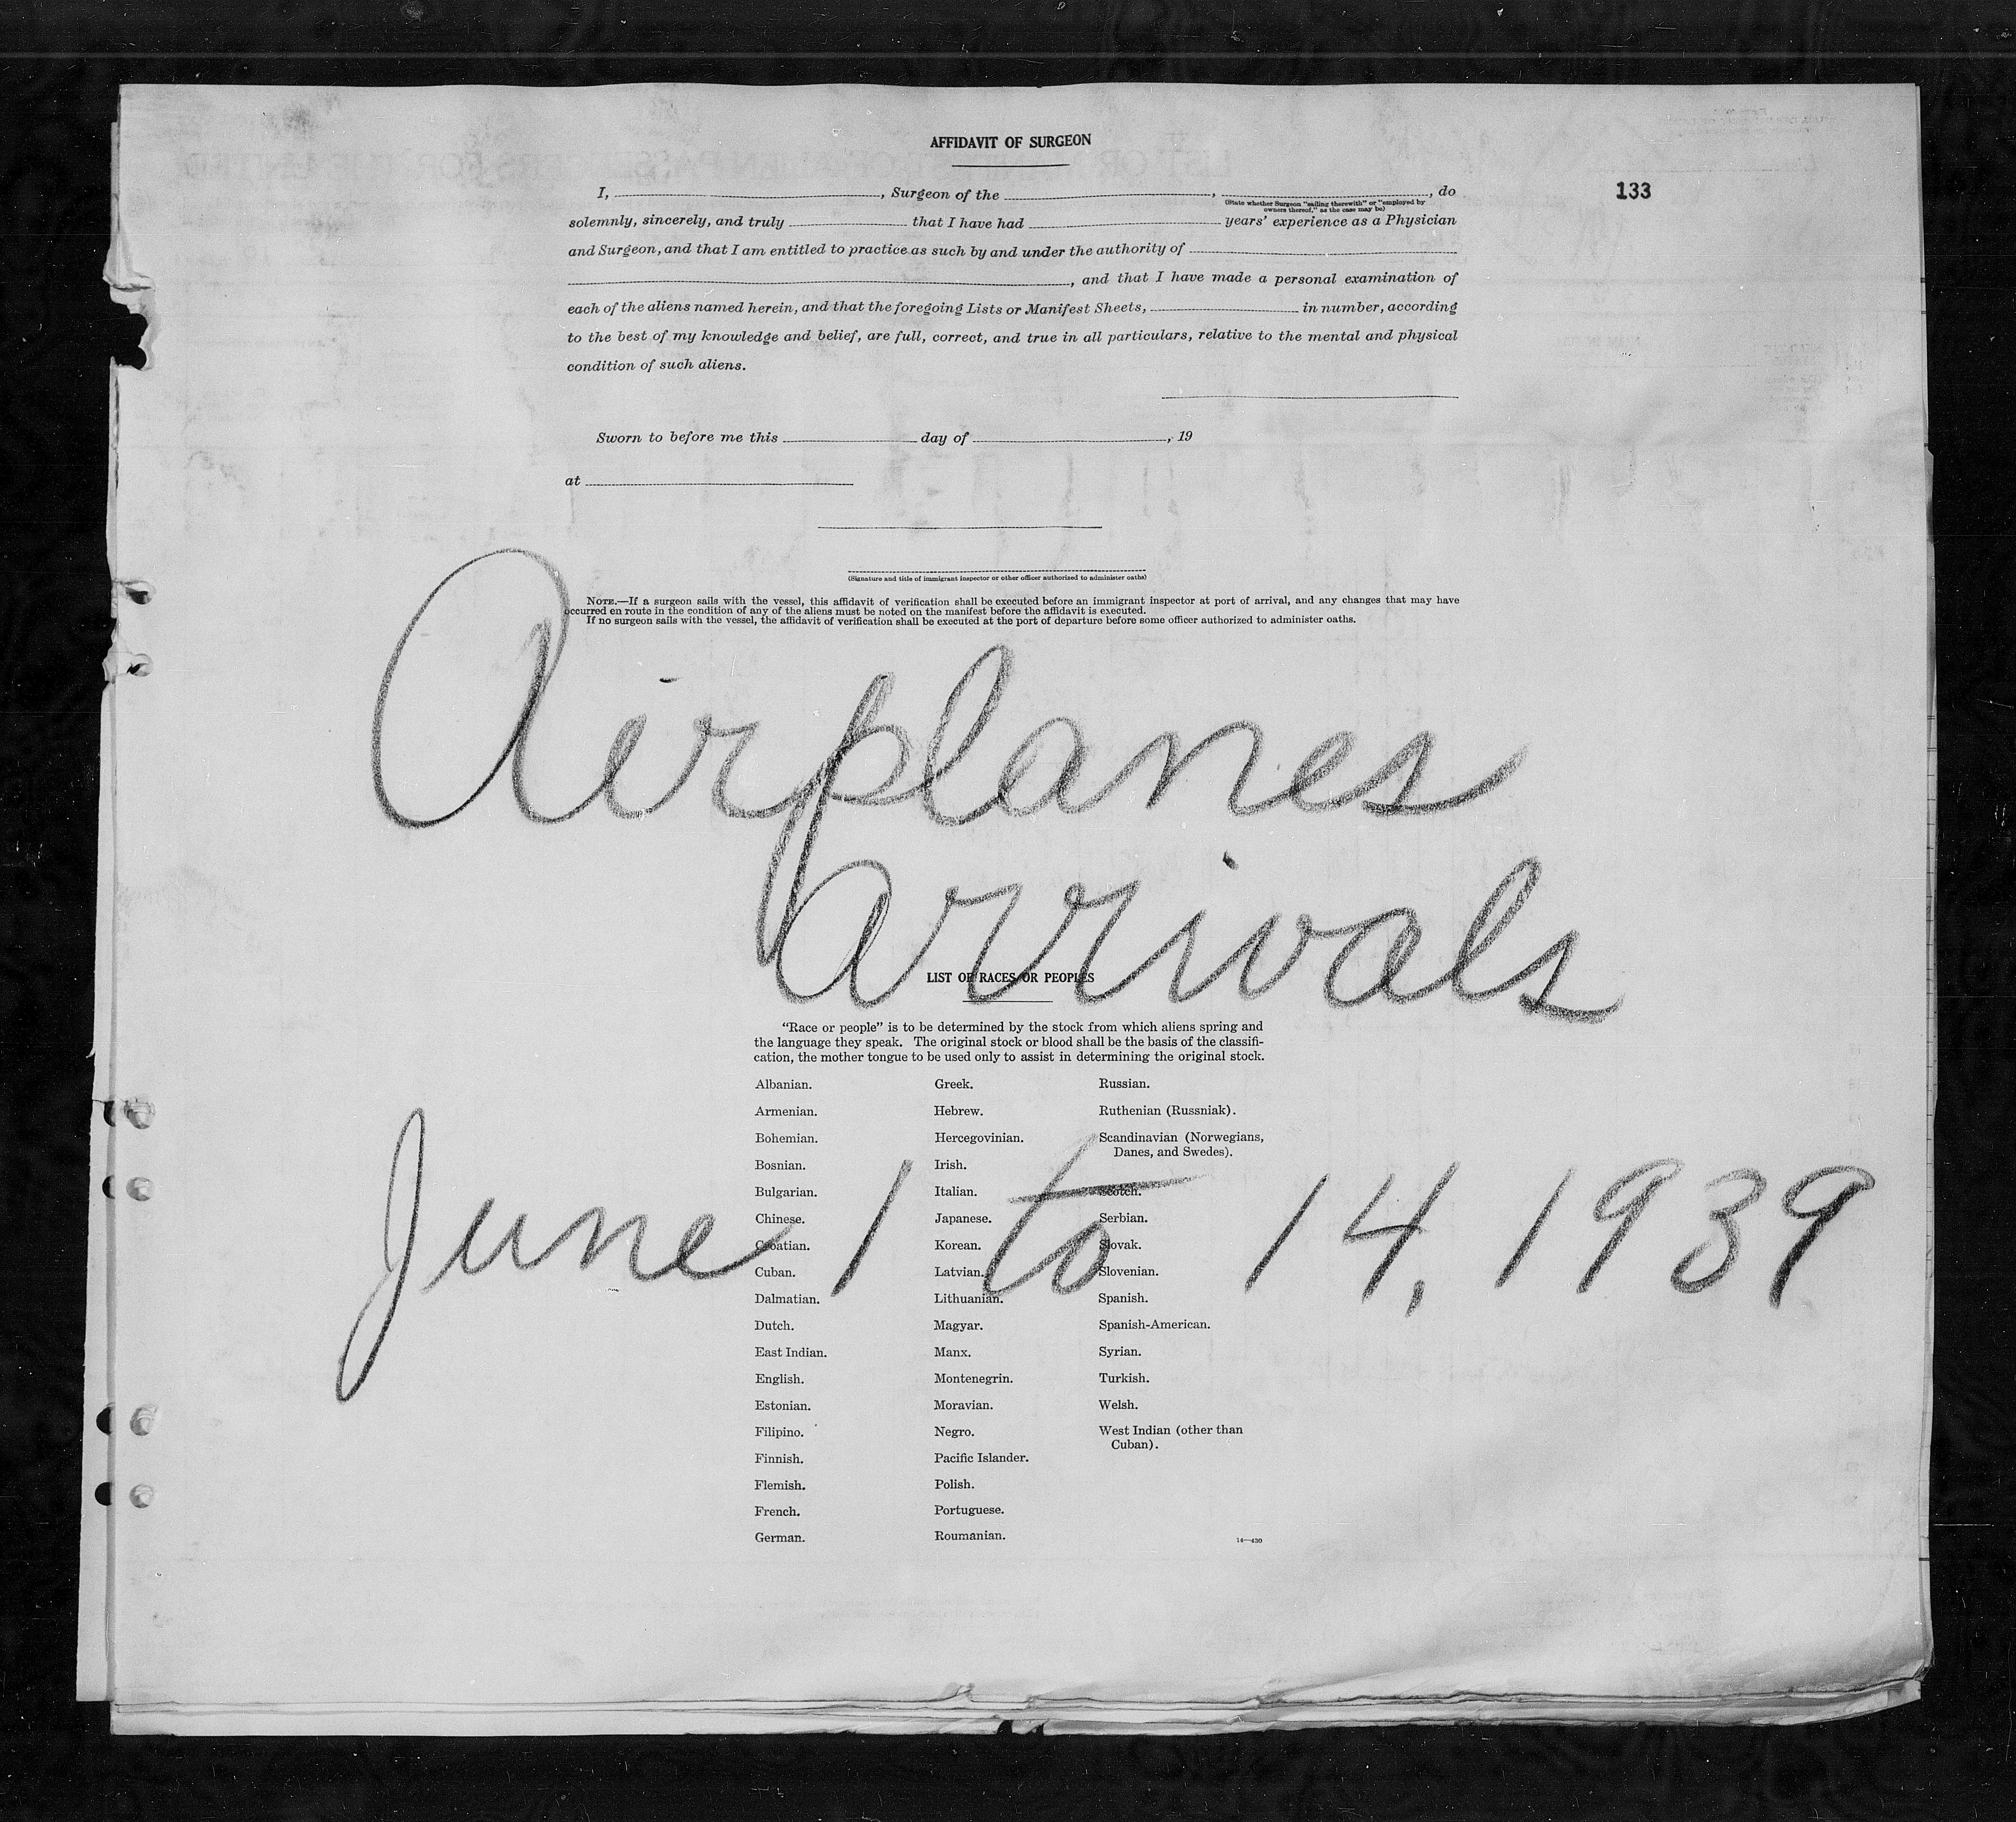 AFFIDAVIT OF SURGEON
133
I, , Surgeon of the , , do
(State whether Surgeon "sailing therewith" or "employed by
owners thereof," as the case may be)
solemnly, sincerely, and truly that I have had years' experience as a Physician
and Surgeon, and that I am entitled to practice as such by and under the authority of
, and that I have made a personal examination of
each of the aliens named herein, and that the foregoing Lists or Manifest Sheets, in number, according
to the best of my knowledge and belief, are full, correct, and true in all particulars, relative to the mental and physical
condition of such aliens.
Sworn to before me this day of , 19
at
(Signature and title of immigrant inspector or other officer authorized to administer oaths)
NOTE.—If a surgeon sails with the vessel, this affidavit of verification shall be executed before an immigrant inspector at port of arrival, and any changes that may have
occurred en route in the condition of any of the aliens must be noted on the manifest before the affidavit is executed.
If no surgeon sails with the vessel, the affidavit of verification shall be executed at the port of departure before some officer authorized to administer oaths.
Airplanes
Arrivals
LIST OF RACES OR PEOPLES
"Race or people" is to be determined by the stock from which aliens spring and
the language they speak. The original stock or blood shall be the basis of the classifi-
cation, the mother tongue to be used only to assist in determining the original stock.
June 1 to 14, 1939
Albanian.
Armenian.
Bohemian.
Bosnian.
Bulgarian.
Chinese.
Croatian.
Cuban.
Dalmatian.
Dutch.
East Indian.
English.
Estonian.
Filipino.
Finnish.
Flemish.
French.
German.
Greek.
Hebrew.
Hercegovinian.
Irish.
Italian.
Japanese.
Korean.
Latvian.
Lithuanian.
Magyar.
Manx.
Montenegrin.
Moravian.
Negro.
Pacific Islander.
Polish.
Portuguese.
Roumanian.
Russian.
Ruthenian (Russniak).
Scandinavian (Norwegians,
Danes, and Swedes).
Scotch.
Serbian.
Slovak.
Slovenian.
Spanish.
Spanish-American.
Syrian.
Turkish.
Welsh.
West Indian (other than
Cuban).
14—430